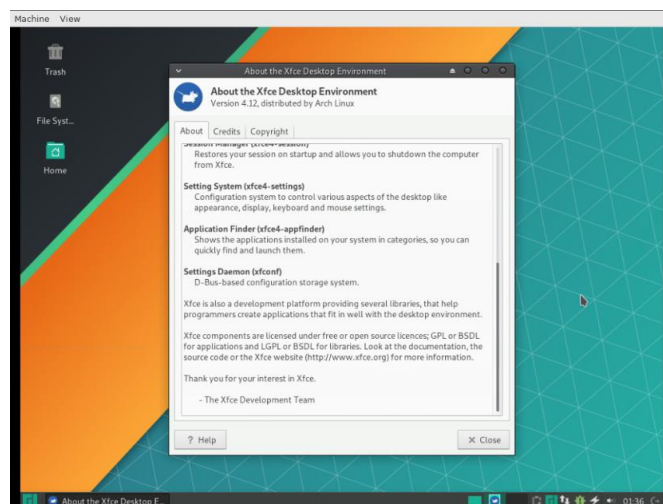 Machine View
Trash
File Syst...
Home
About the Xfce Desktop Environment
About the Xfce Desktop Environment
Version 4.12, distributed by Arch Linux
About Credits Copyright
Session Manager (xfce4-session)
Restores your session on startup and allows you to shutdown the computer
from Xfce.
Setting System (xfce4-settings)
Configuration system to control various aspects of the desktop like
appearance, display, keyboard and mouse settings.
Application Finder (xfce4-appfinder)
Shows the applications installed on your system in categories, so you can
quickly find and launch them.
Settings Daemon (xfconf)
D-Bus-based configuration storage system.
Xfce is also a development platform providing several libraries, that help
programmers create applications that fit in well with the desktop environment.
Xfce components are licensed under free or open source licences; GPL or BSDL
for applications and LGPL or BSDL for libraries. Look at the documentation, the
source code or the Xfce website (http://www.xfce.org) for more information.
Thank you for your interest in Xfce.
- The Xfce Development Team
? Help
Close
About the Xfce Desktop E...
01:36